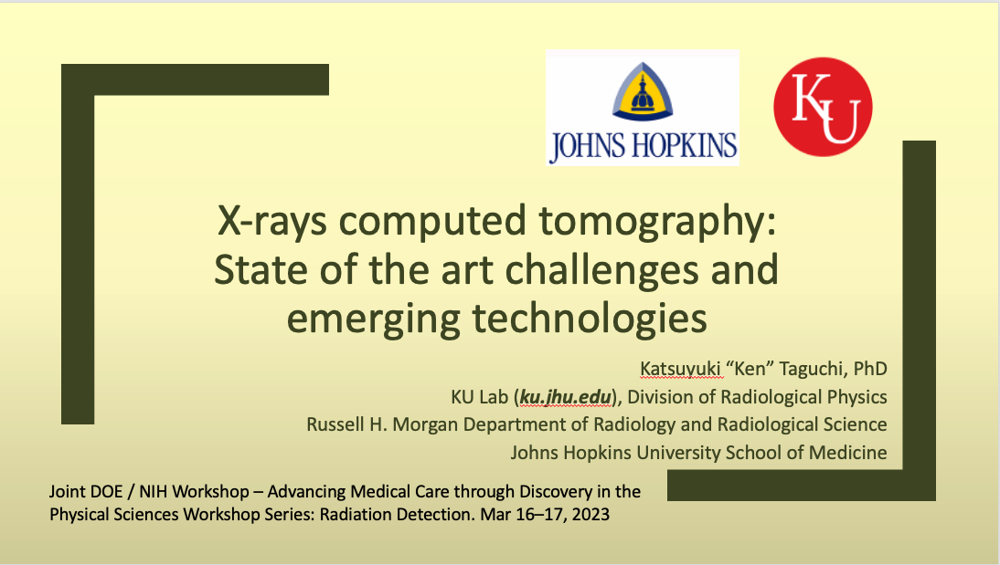 JOHNS HOPKINS
KU
X-rays computed tomography:
State of the art challenges and
emerging technologies
Katsuyuki “Ken” Taguchi, PhD
KU Lab (ku.jhu.edu), Division of Radiological Physics
Russell H. Morgan Department of Radiology and Radiological Science
Johns Hopkins University School of Medicine
Joint DOE / NIH Workshop – Advancing Medical Care through Discovery in the
Physical Sciences Workshop Series: Radiation Detection. Mar 16–17, 2023